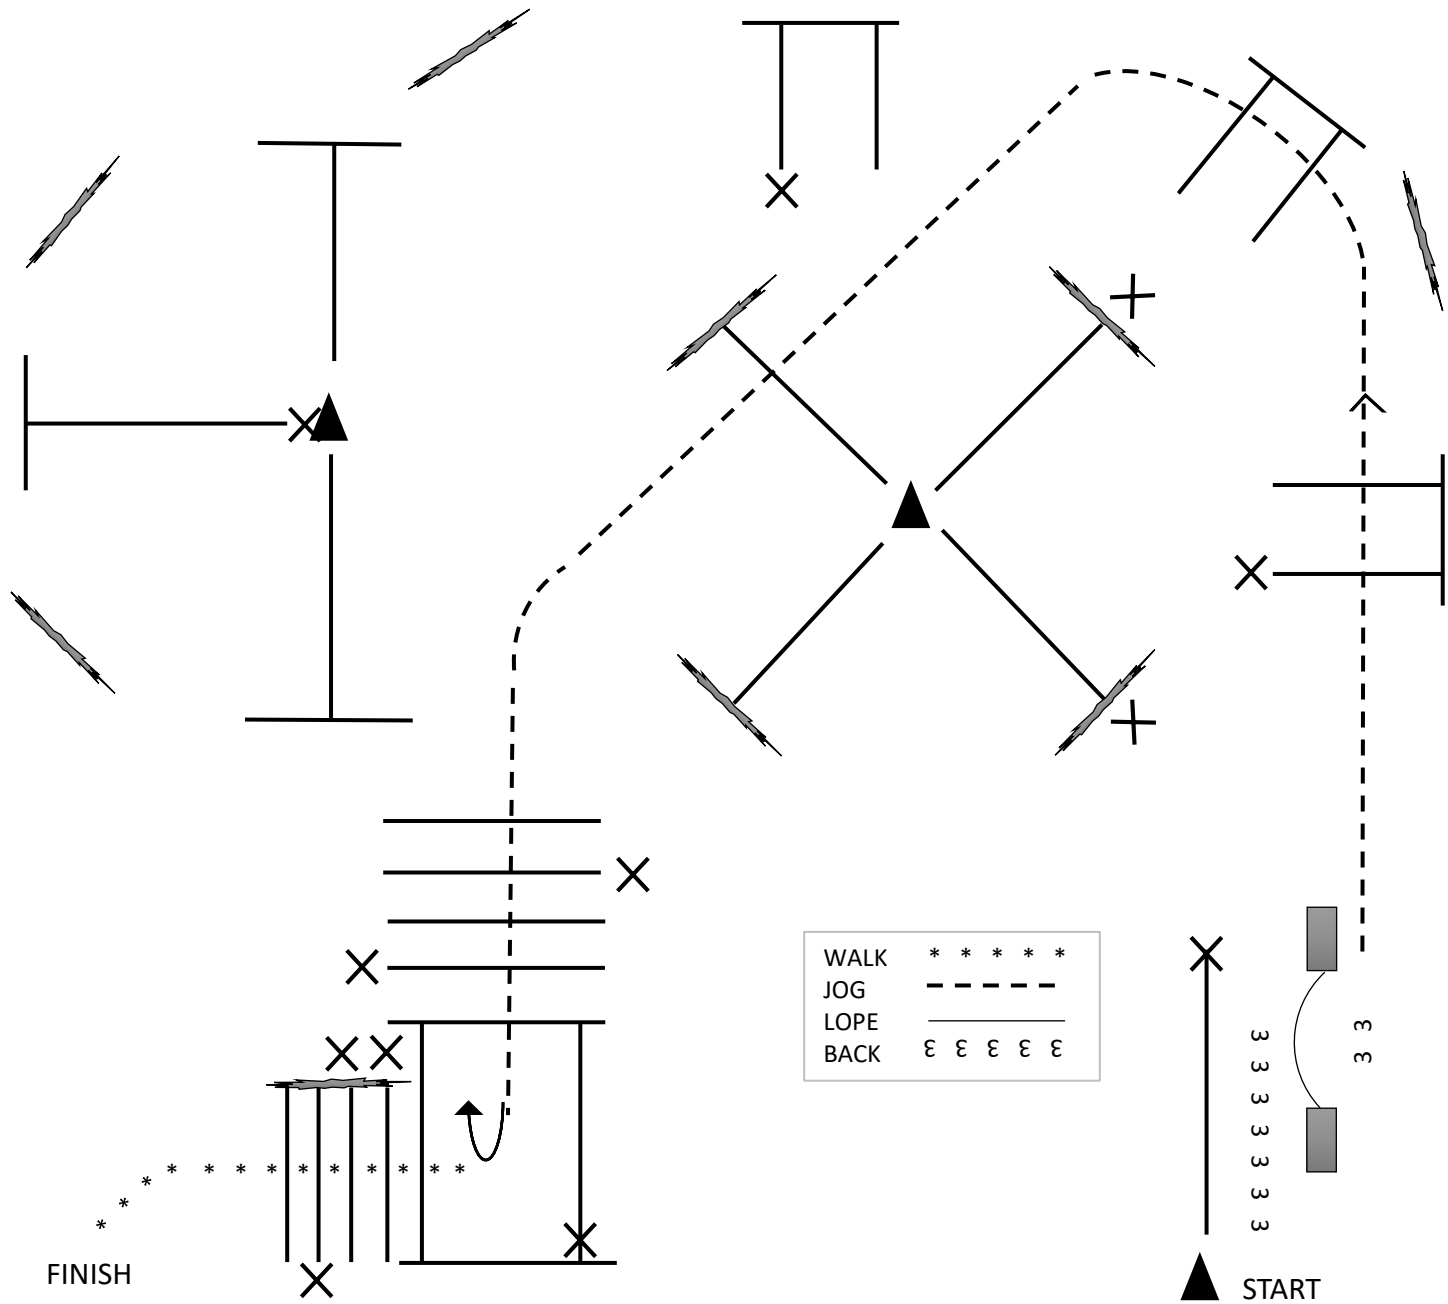 WALK * * * * *
JOG
LOPE
BACK ꞓ ꞓ ꞓ ꞓ ꞓ
FINISH
START